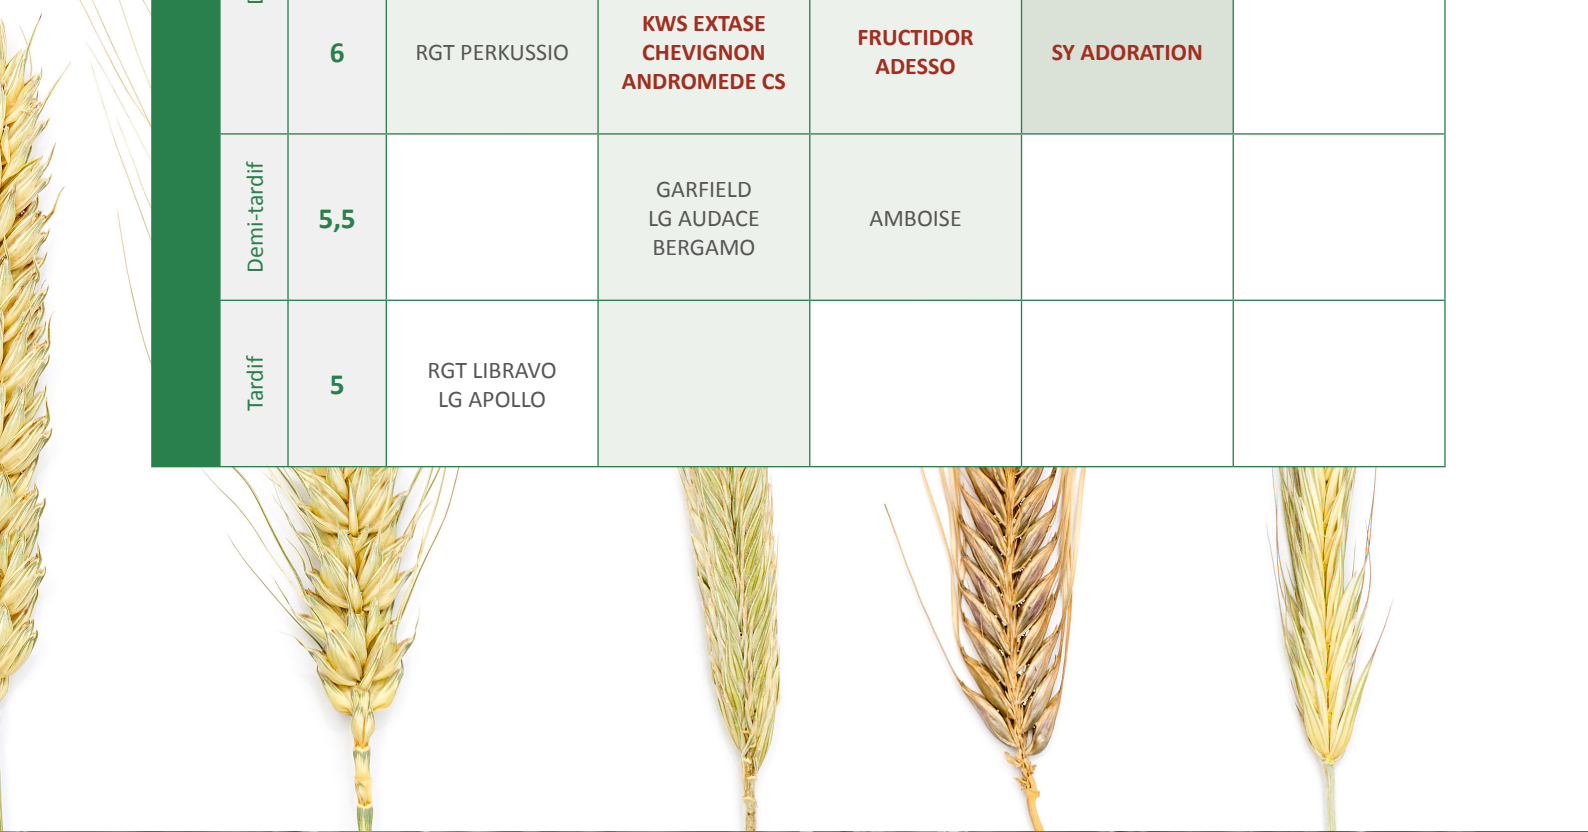 6
RGT PERKUSSIO
KWS EXTASE
CHEVIGNON
ANDROMEDE CS
FRUCTIDOR
ADESSO
SY ADORATION
Demi-tardif
5,5
GARFIELD
LG AUDACE
BERGAMO
AMBOISE
Tardif
5
RGT LIBRAVO
LG APOLLO